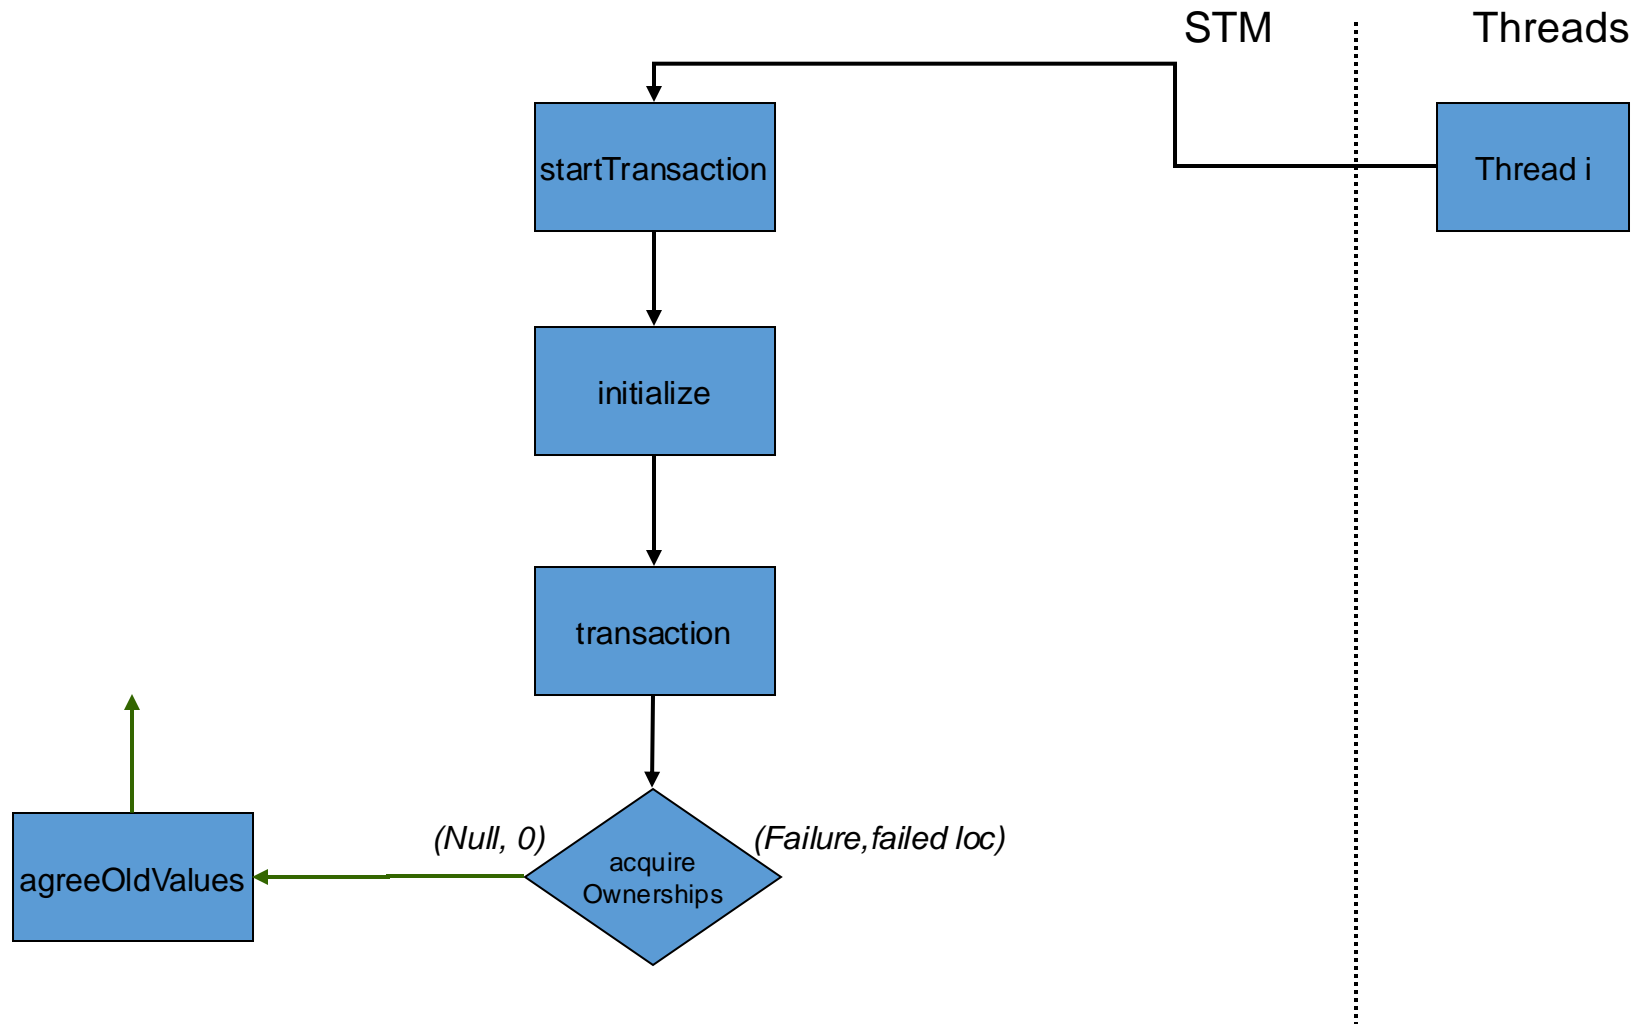 STM
Threads
startTransaction
Thread i
initialize
transaction
(Null, 0)
(Failure,failed loc)
acquire
Ownerships
agreeOldValues